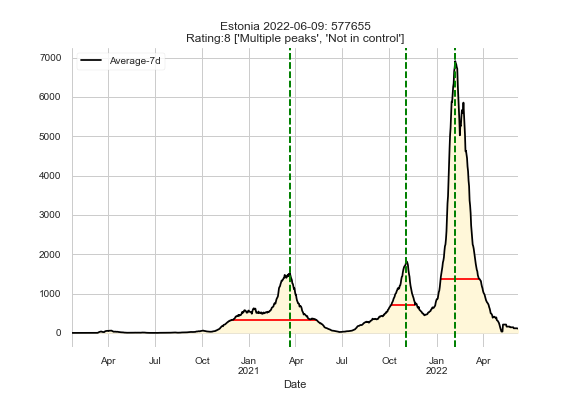 Estonia 2022-06-09: 577655
Rating:8 ['Multiple peaks', 'Not in control']
Average-7d
7000
6000
5000
4000
3000
2000
1000
0
Apr Jul Oct Jan Apr Jul Oct Jan Apr
2021 2022
Date